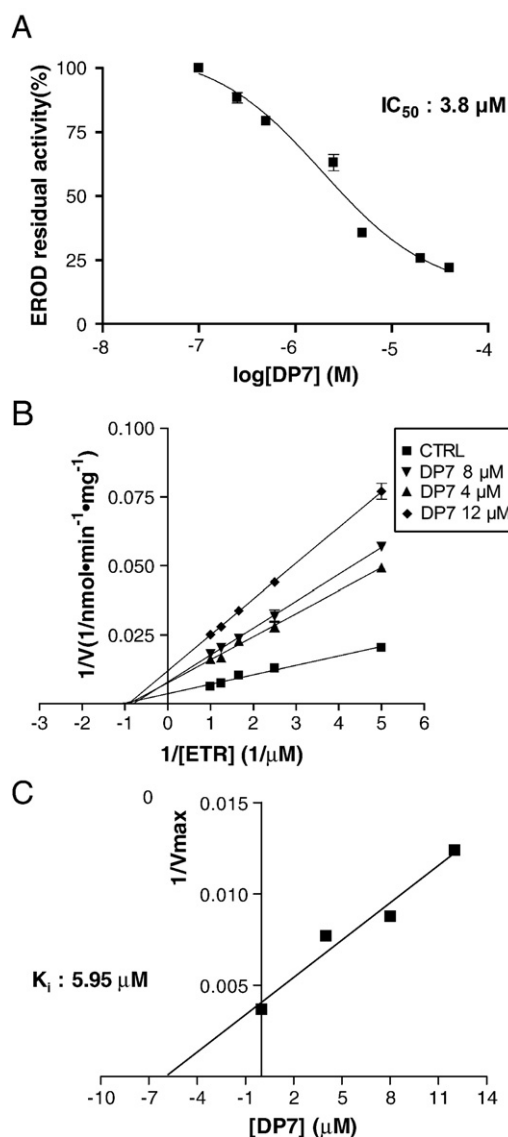 A
EROD residual activity(%)
100
75
50
25
0
IC50 : 3.8 µM
-8 -7 -6 -5 -4
log[DP7] (M)
B
1/V(1/nmol•min-1•mg-1)
0.100
0.075
0.050
0.025
CTRL
DP7 8 µM
DP7 4 µM
DP7 12 µM
-3 -2 -1 0 1 2 3 4 5 6
1/[ETR] (1/µM)
C
0
1/Vmax
0.015
0.010
0.005
Ki : 5.95 µM
-10 -7 -4 -1 2 5 8 11 14
[DP7] (µM)